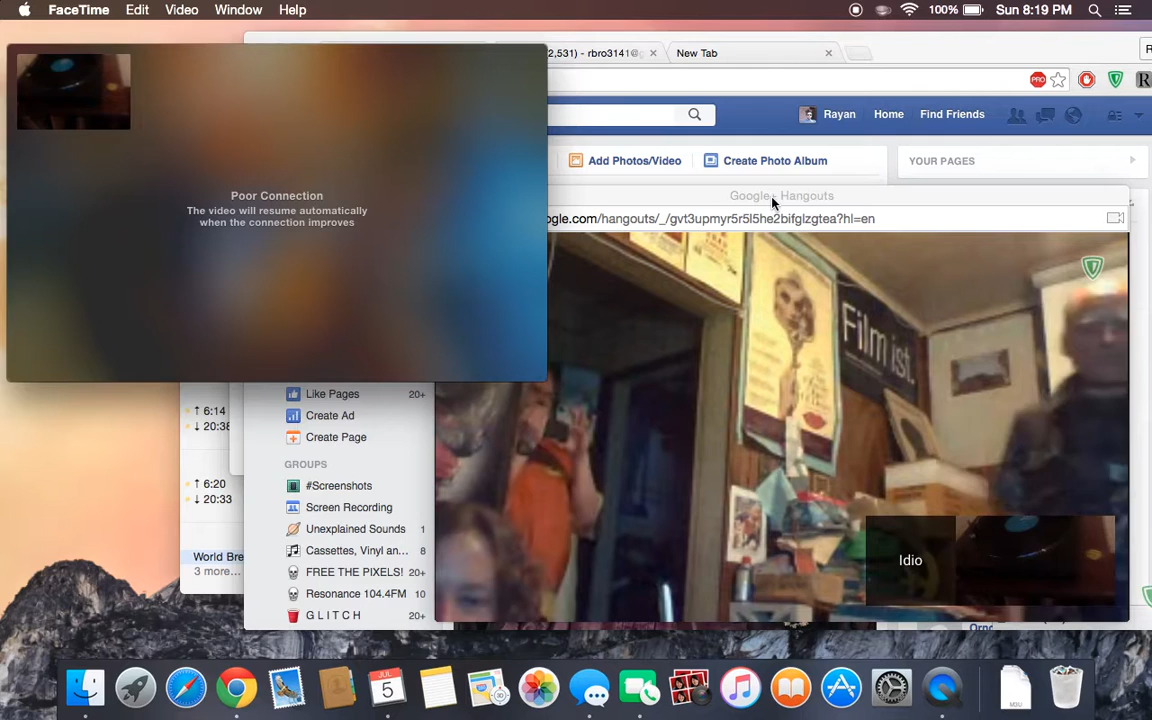 FaceTime Edit Video Window Help
100% Sun 8:19 PM
2,531) - rbro3141@g
New Tab
PRO
Rayan Home Find Friends
Add Photos/Video Create Photo Album
YOUR PAGES
Google+ Hangouts
ogle.com/hangouts/_/gvt3upmyr5r5l5he2bifglzgtea?hl=en
Poor Connection
The video will resume automatically
when the connection improves
Film ist.
Idio
↑ 6:14
↓ 20:38
↑ 6:20
↓ 20:33
World Bre
3 more...
Like Pages 20+
Create Ad
Create Page
GROUPS
#Screenshots
Screen Recording
Unexplained Sounds 1
Cassettes, Vinyl an... 8
FREE THE PIXELS! 20+
Resonance 104.4FM 10
G L I T C H 20+
JUL
5
M3U